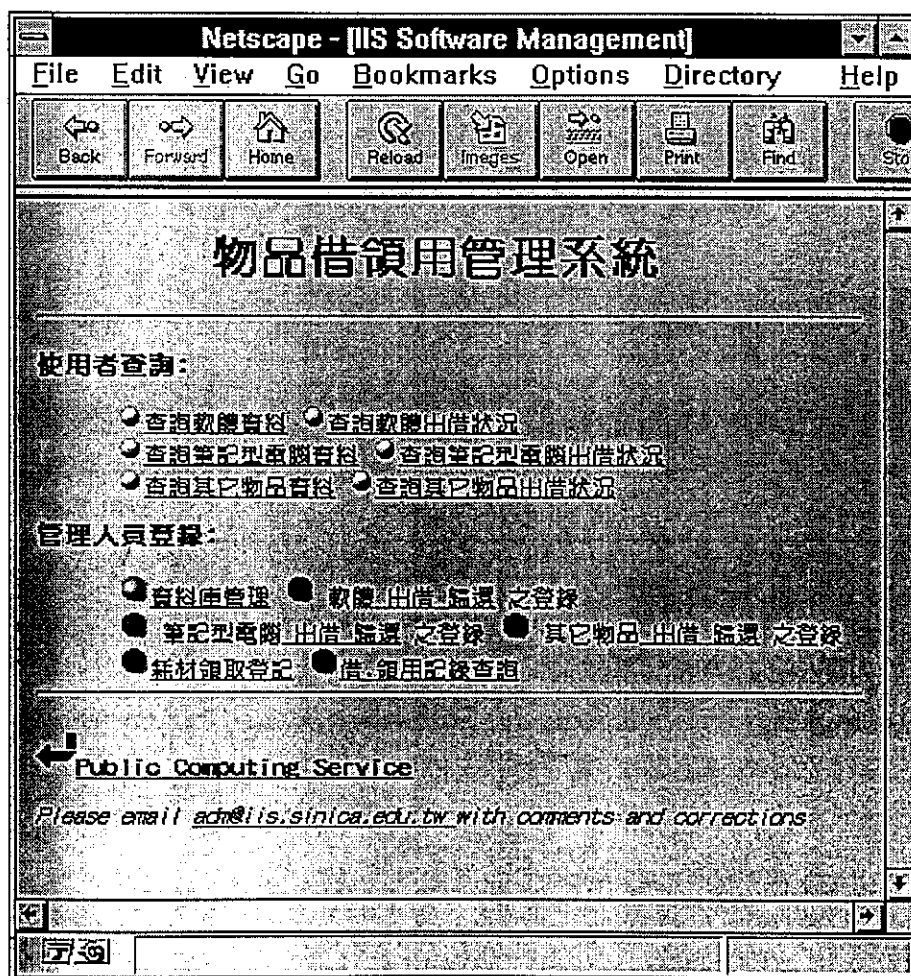 Netscape - [IIS Software Management]
File Edit View Go Bookmarks Options Directory Help
Back Forward Home Reload Images Open Print Find Sto
物品借領用管理系統
使用者查詢:
查詢軟體資料 查詢軟體出借狀況
查詢筆記型電腦資料 查詢筆記型電腦出借狀況
查詢其它物品資料 查詢其它物品出借狀況
管理人員登錄:
資料庫管理 軟體 出借 歸還 之登錄
筆記型電腦 出借 歸還 之登錄 其它物品 出借 歸還 之登錄
耗材領取登記 借.領用記錄查詢
Public Computing Service
Please email adm@iis.sinica.edu.tw with comments and corrections